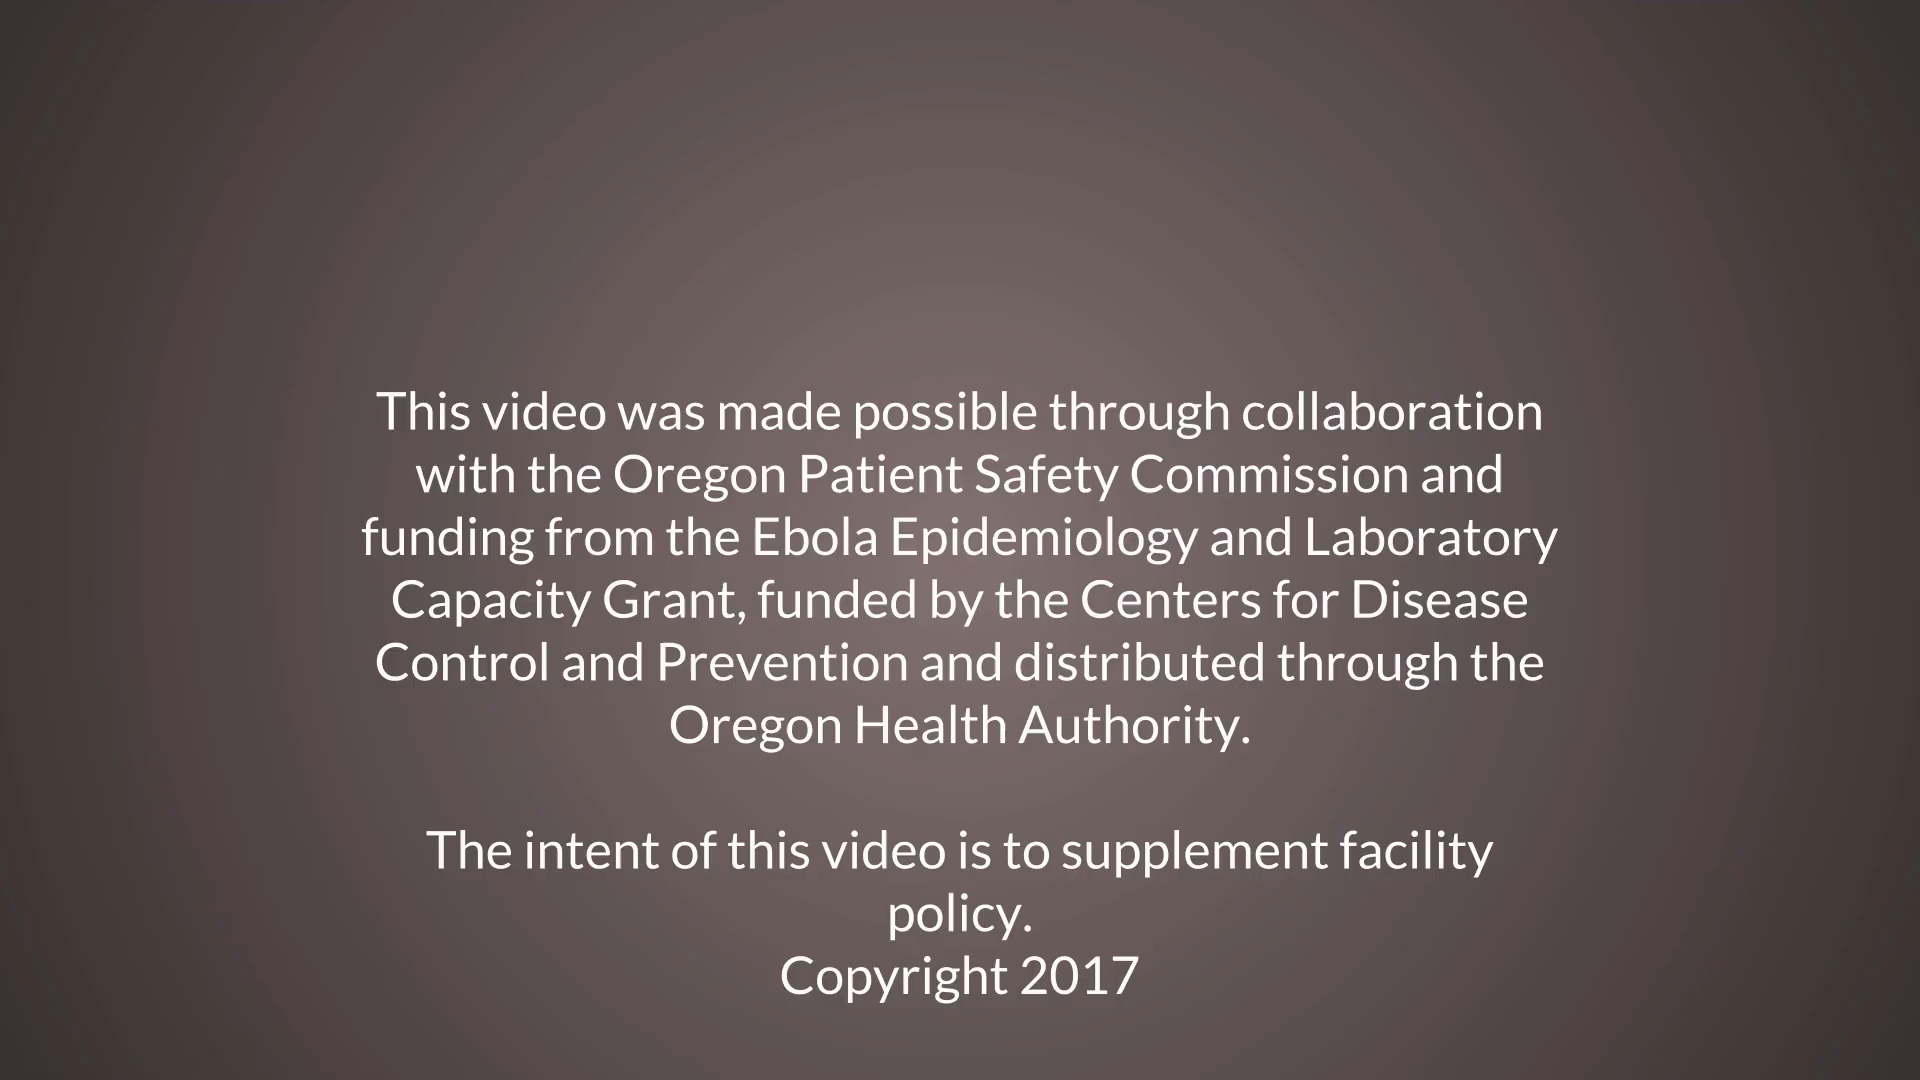 This video was made possible through collaboration
with the Oregon Patient Safety Commission and
funding from the Ebola Epidemiology and Laboratory
Capacity Grant, funded by the Centers for Disease
Control and Prevention and distributed through the
Oregon Health Authority.
The intent of this video is to supplement facility
policy.
Copyright 2017